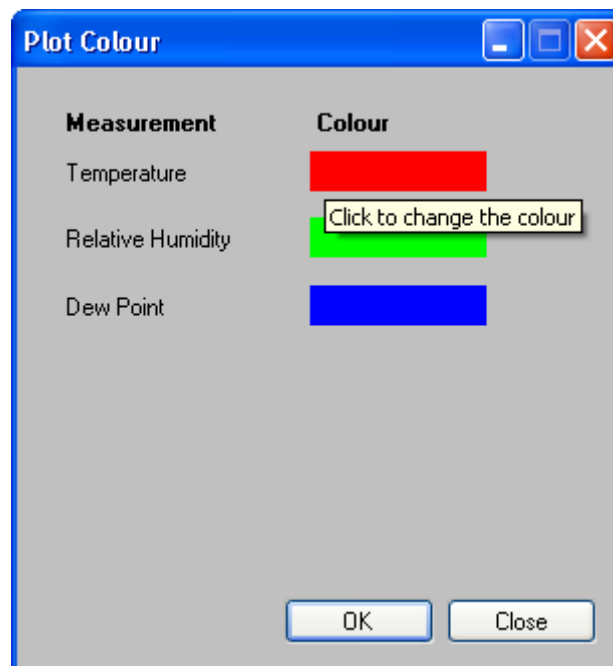 Plot Colour
Measurement Colour
Temperature
Click to change the colour
Relative Humidity
Dew Point
OK Close